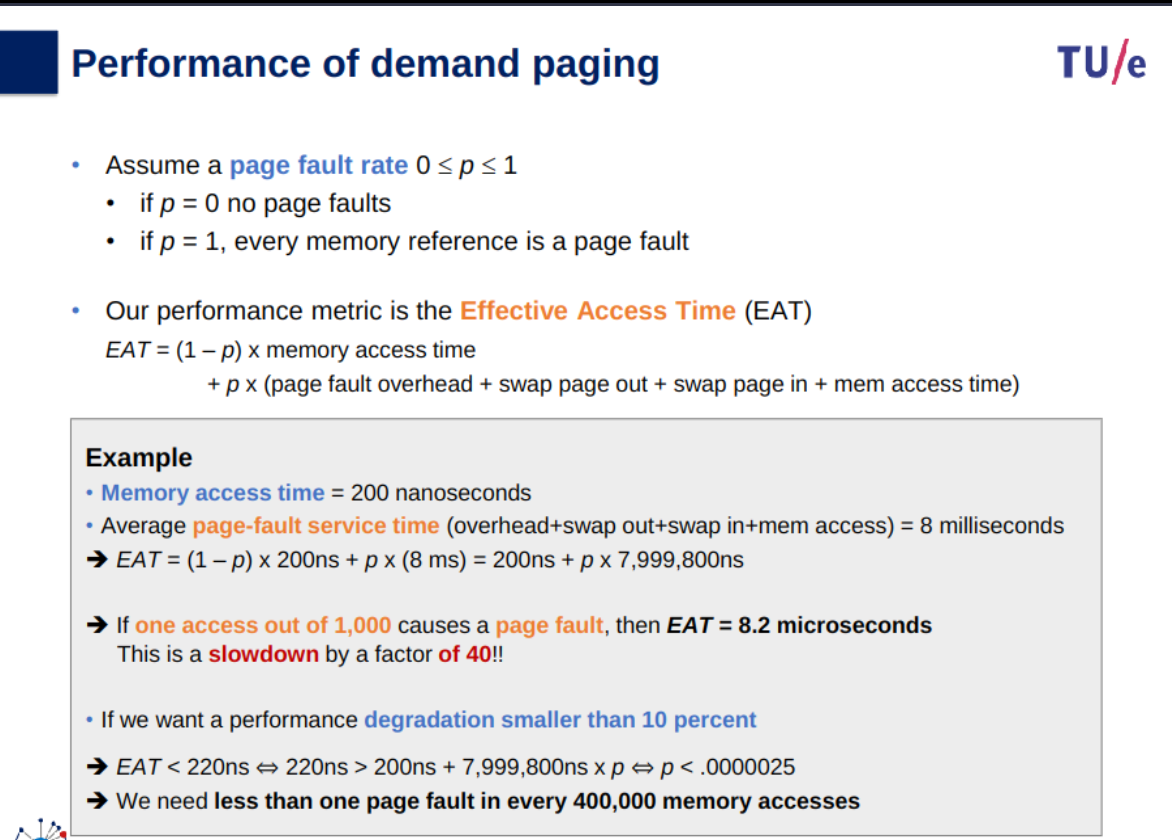 Performance of demand paging
TU/e
• Assume a page fault rate 0 ≤ p ≤ 1
• if p = 0 no page faults
• if p = 1, every memory reference is a page fault
• Our performance metric is the Effective Access Time (EAT)
EAT = (1 – p) x memory access time
+ p x (page fault overhead + swap page out + swap page in + mem access time)
Example
• Memory access time = 200 nanoseconds
• Average page-fault service time (overhead+swap out+swap in+mem access) = 8 milliseconds
➔ EAT = (1 – p) x 200ns + p x (8 ms) = 200ns + p x 7,999,800ns
➔ If one access out of 1,000 causes a page fault, then EAT = 8.2 microseconds
This is a slowdown by a factor of 40!!
• If we want a performance degradation smaller than 10 percent
➔ EAT < 220ns ⇔ 220ns > 200ns + 7,999,800ns x p ⇔ p < .0000025
➔ We need less than one page fault in every 400,000 memory accesses